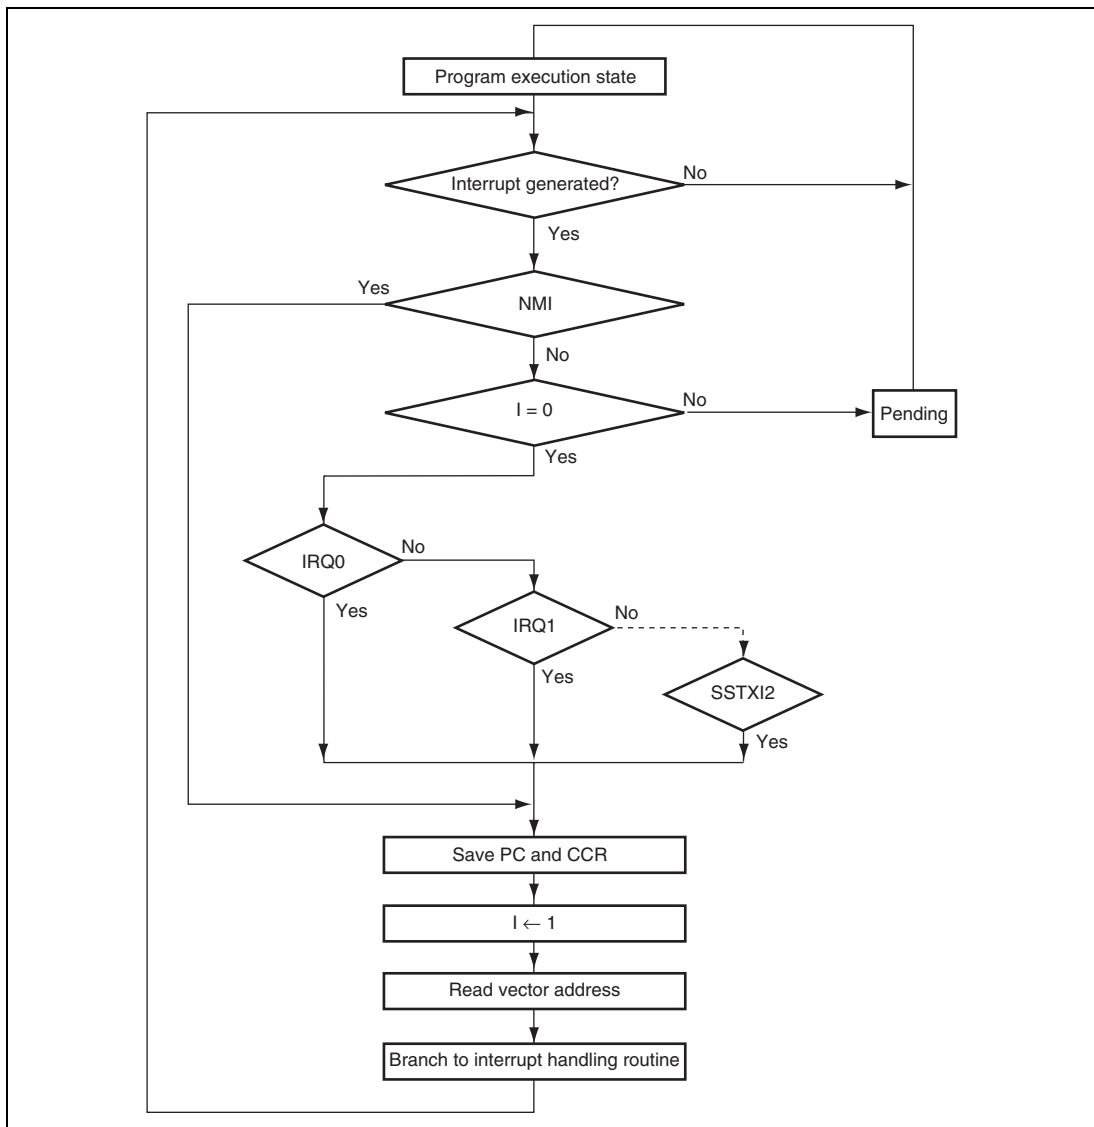 Program execution state
Interrupt generated?
No
Yes
Yes
NMI
No
I = 0
No
Pending
Yes
IRQ0
No
Yes
IRQ1
No
Yes
SSTXI2
Yes
Save PC and CCR
I ← 1
Read vector address
Branch to interrupt handling routine